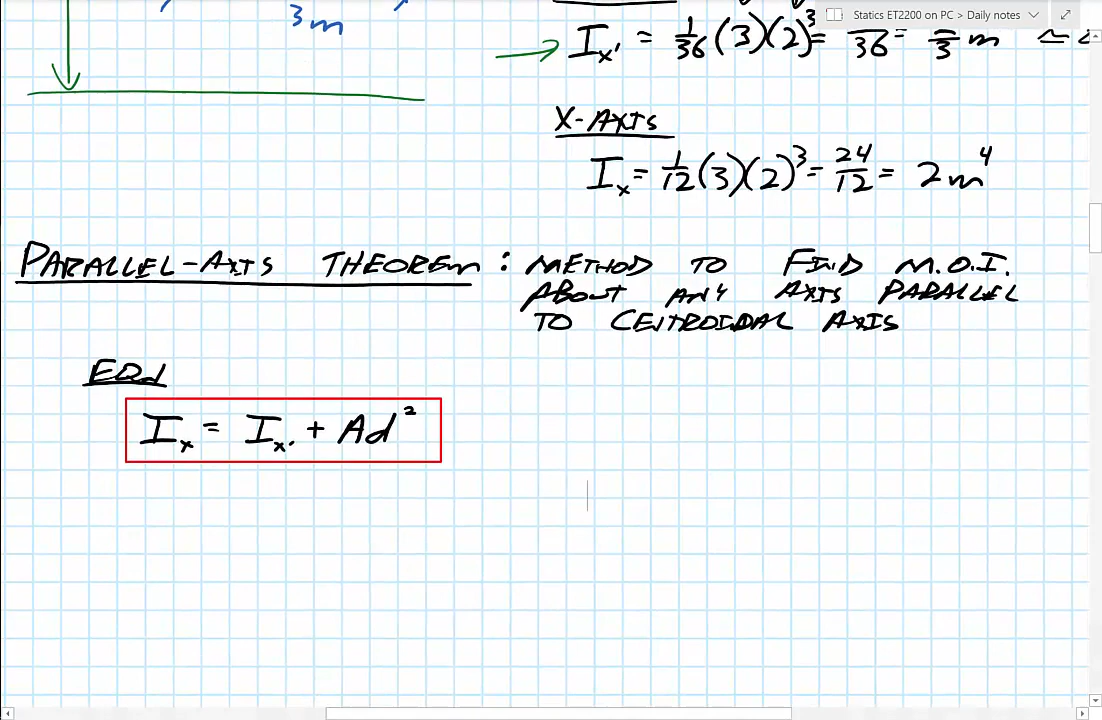 Statics ET2200 on PC > Daily notes
3m
Ix' = 1/36 (3)(2)³ = /36 = 2/3 m
X-AXIS
Ix = 1/12 (3)(2)³ = 24/12 = 2m⁴
PARALLEL-AXIS THEOREM : METHOD TO FIND M.O.I.
ABOUT ANY AXIS PARALLEL
TO CENTROIDAL AXIS
EQN
Ix = Ix' + Ad²